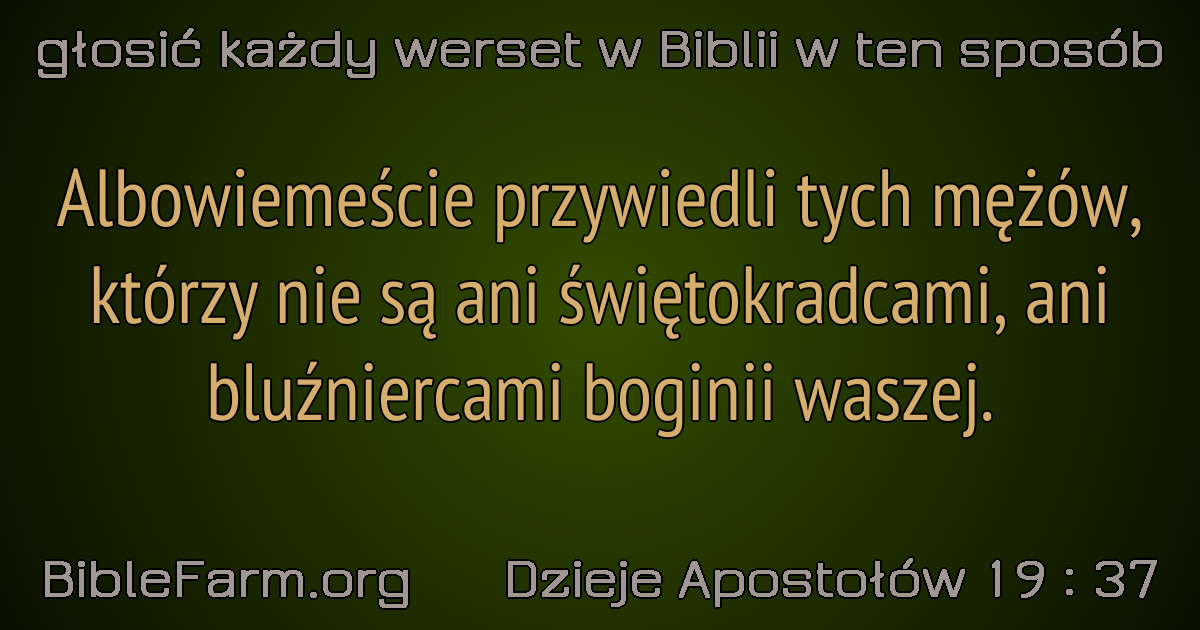 głosić każdy werset w Biblii w ten sposób
Albowiemeście przywiedli tych mężów,
którzy nie są ani świętokradcami, ani
bluźniercami boginii waszej.
BibleFarm.org Dzieje Apostołów 19 : 37